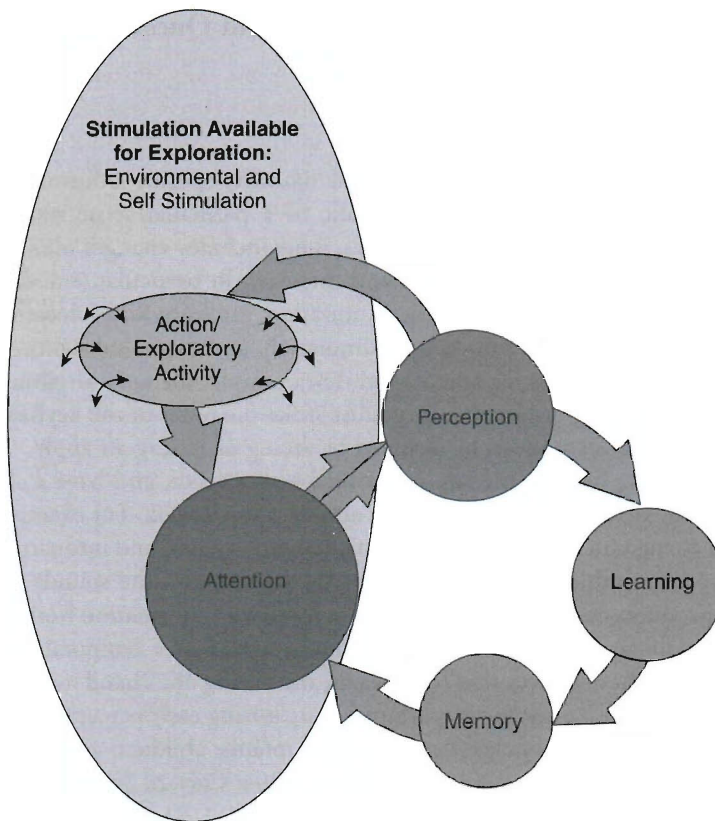 Stimulation Available
for Exploration:
Environmental and
Self Stimulation
Action/
Exploratory
Activity
Perception
Attention
Learning
Memory